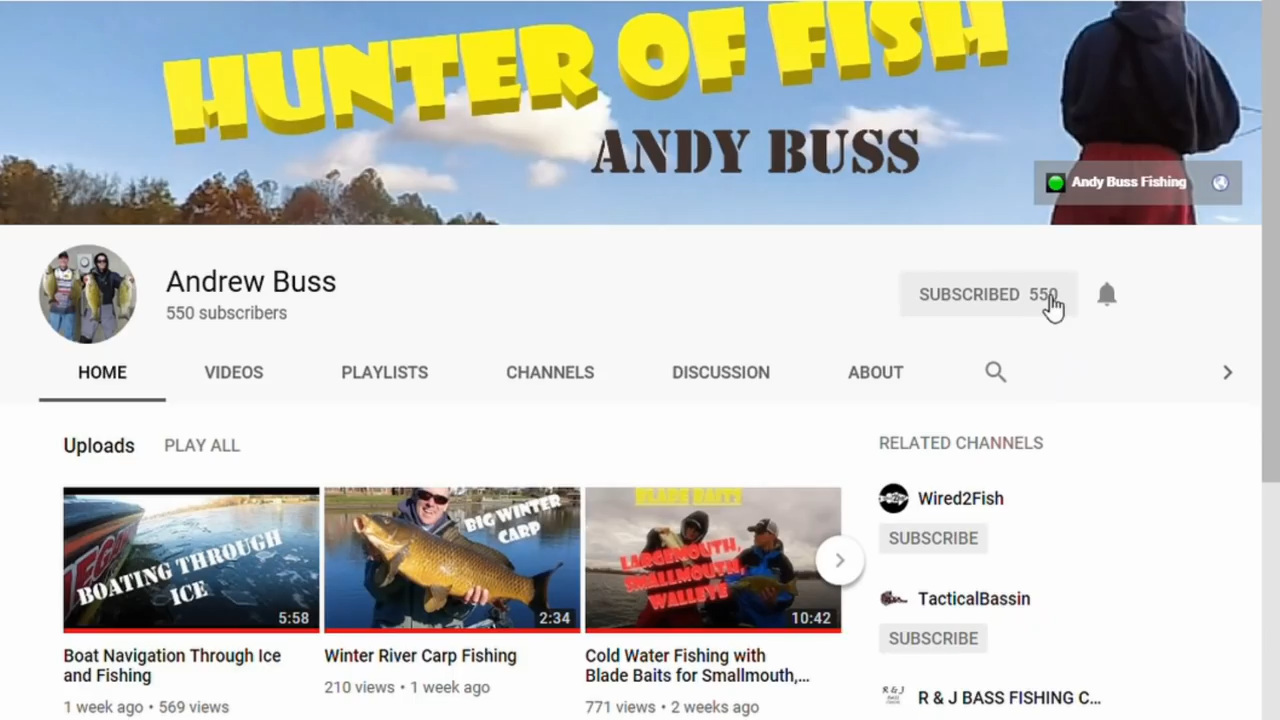 HUNTER OF FISH
ANDY BUSS
Andy Buss Fishing
Andrew Buss
550 subscribers
SUBSCRIBED 550
HOME VIDEOS PLAYLISTS CHANNELS DISCUSSION ABOUT
Uploads PLAY ALL
BOATING THROUGH
ICE
5:58
Boat Navigation Through Ice
and Fishing
1 week ago • 569 views
BIG WINTER
CARP
2:34
Winter River Carp Fishing
210 views • 1 week ago
BLADE BAITS
LARGEMOUTH,
SMALLMOUTH,
WALLEYE
10:42
Cold Water Fishing with
Blade Baits for Smallmouth,...
771 views • 2 weeks ago
RELATED CHANNELS
Wired2Fish
SUBSCRIBE
TacticalBassin
SUBSCRIBE
R & J
R & J BASS FISHING C...